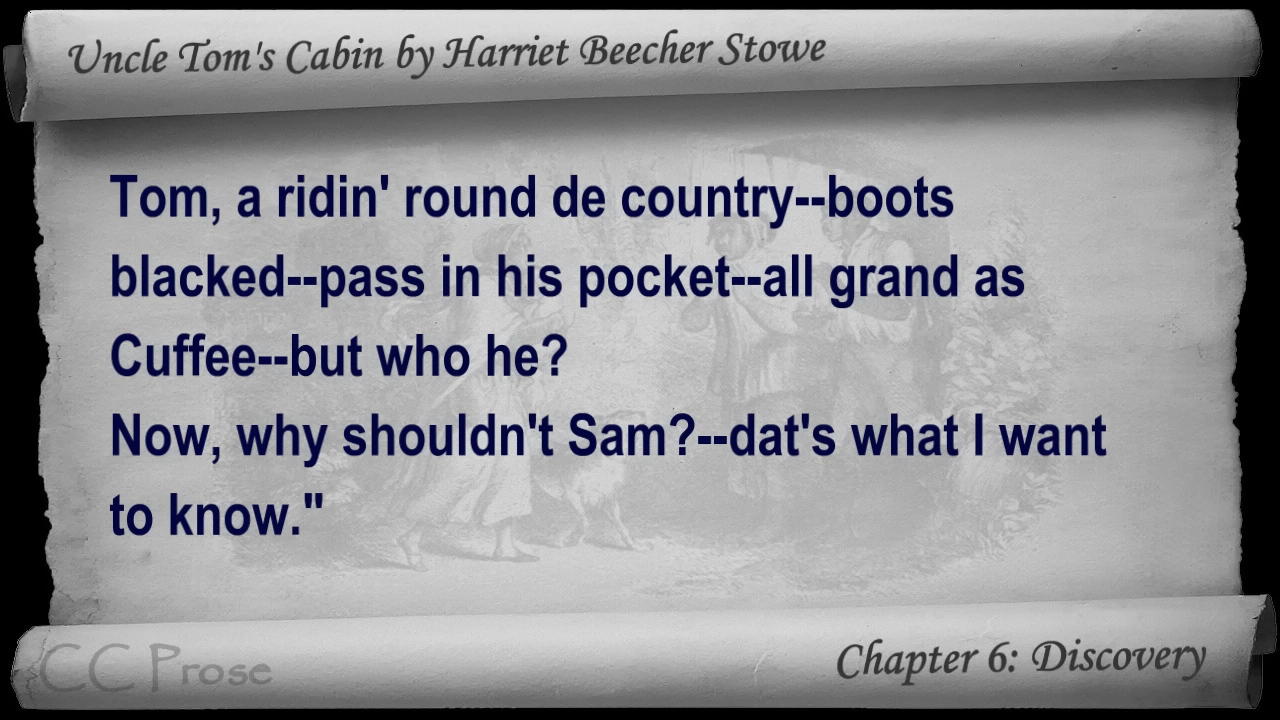 Uncle Tom's Cabin by Harriet Beecher Stowe
Tom, a ridin' round de country--boots
blacked--pass in his pocket--all grand as
Cuffee--but who he?
Now, why shouldn't Sam?--dat's what I want
to know."
CC Prose
Chapter 6: Discovery